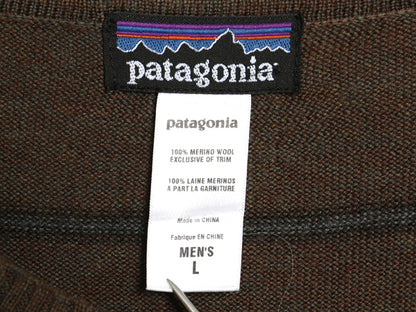 patagonia
patagonia
100% MERINO WOOL
EXCLUSIVE OF TRIM
100% LAINE MERINOS
A PART LA GARNITURE
Made in CHINA
Fabrique EN CHINE
MEN'S
L